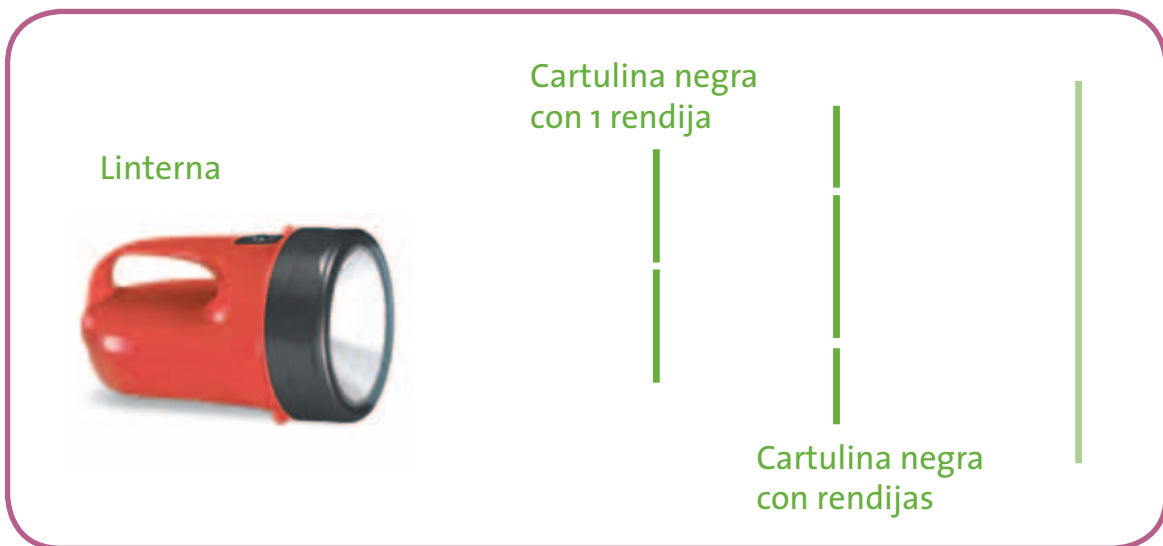 Linterna
Cartulina negra
con 1 rendija
Cartulina negra
con rendijas